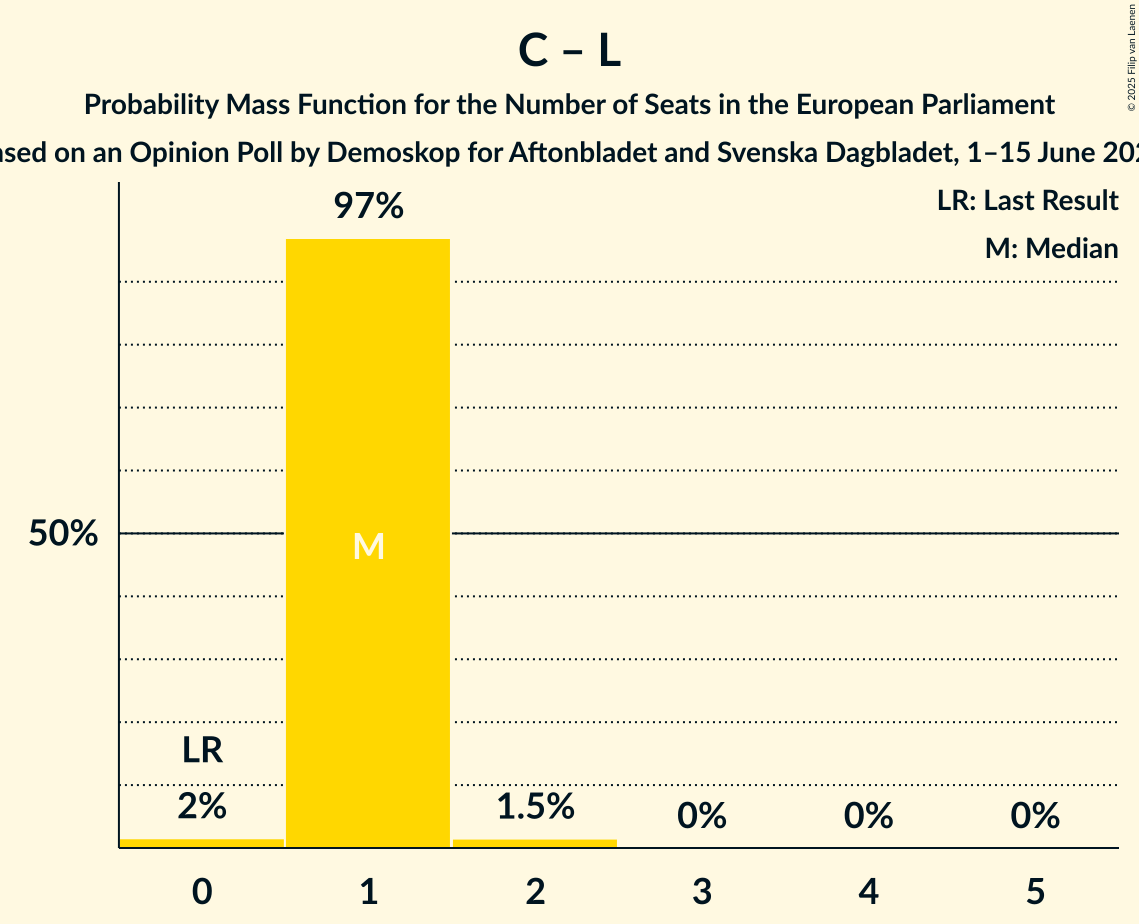 C – L
Probability Mass Function for the Number of Seats in the European Parliament
on an Opinion Poll by Demoskop for Aftonbladet and Svenska Dagbladet, 1–15 June
© 2025 Filip van Laenen
LR: Last Result
M: Median
97%
50%
M
LR
2%
1.5%
0%
0%
0%
0
1
2
3
4
5